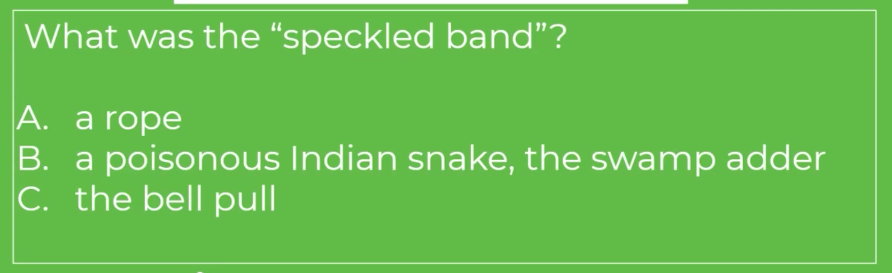 What was the “speckled band”?
A. a rope
B. a poisonous Indian snake, the swamp adder
C. the bell pull